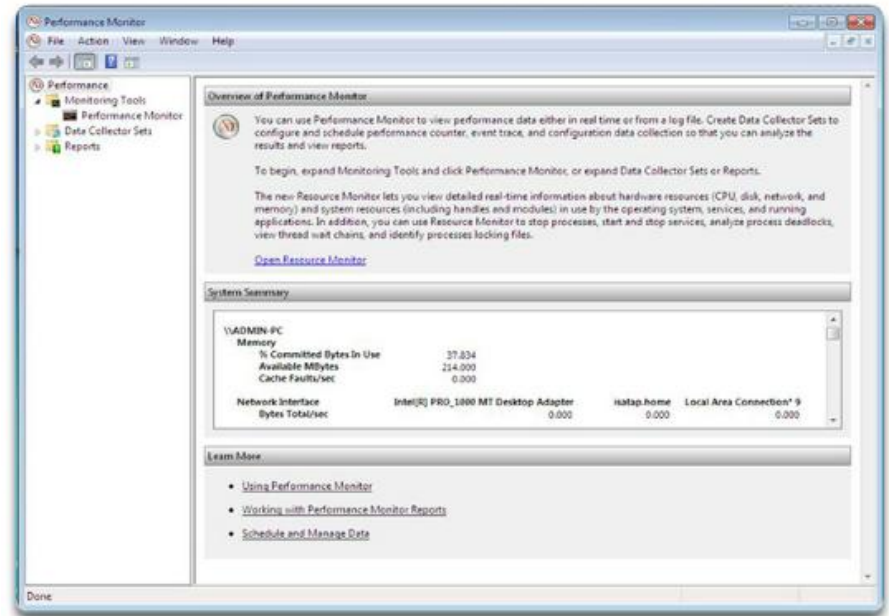 Performance Monitor
File Action View Window Help
Performance
Monitoring Tools
Performance Monitor
Data Collector Sets
Reports
Overview of Performance Monitor
You can use Performance Monitor to view performance data either in real time or from a log file. Create Data Collector Sets to
configure and schedule performance counter, event trace, and configuration data collection so that you can analyze the
results and view reports.
To begin, expand Monitoring Tools and click Performance Monitor, or expand Data Collector Sets or Reports.
The new Resource Monitor lets you view detailed real-time information about hardware resources (CPU, disk, network, and
memory) and system resources (including handles and modules) in use by the operating system, services, and running
applications. In addition, you can use Resource Monitor to stop processes, start and stop services, analyze process deadlocks,
view thread wait chains, and identify processes locking files.
Open Resource Monitor
System Summary
\\ADMIN-PC
Memory
% Committed Bytes In Use 37.834
Available MBytes 214.000
Cache Faults/sec 0.000
Network Interface Intel[R] PRO_1000 MT Desktop Adapter isatap.home Local Area Connection* 9
Bytes Total/sec 0.000 0.000 0.000
Learn More
Using Performance Monitor
Working with Performance Monitor Reports
Schedule and Manage Data
Done